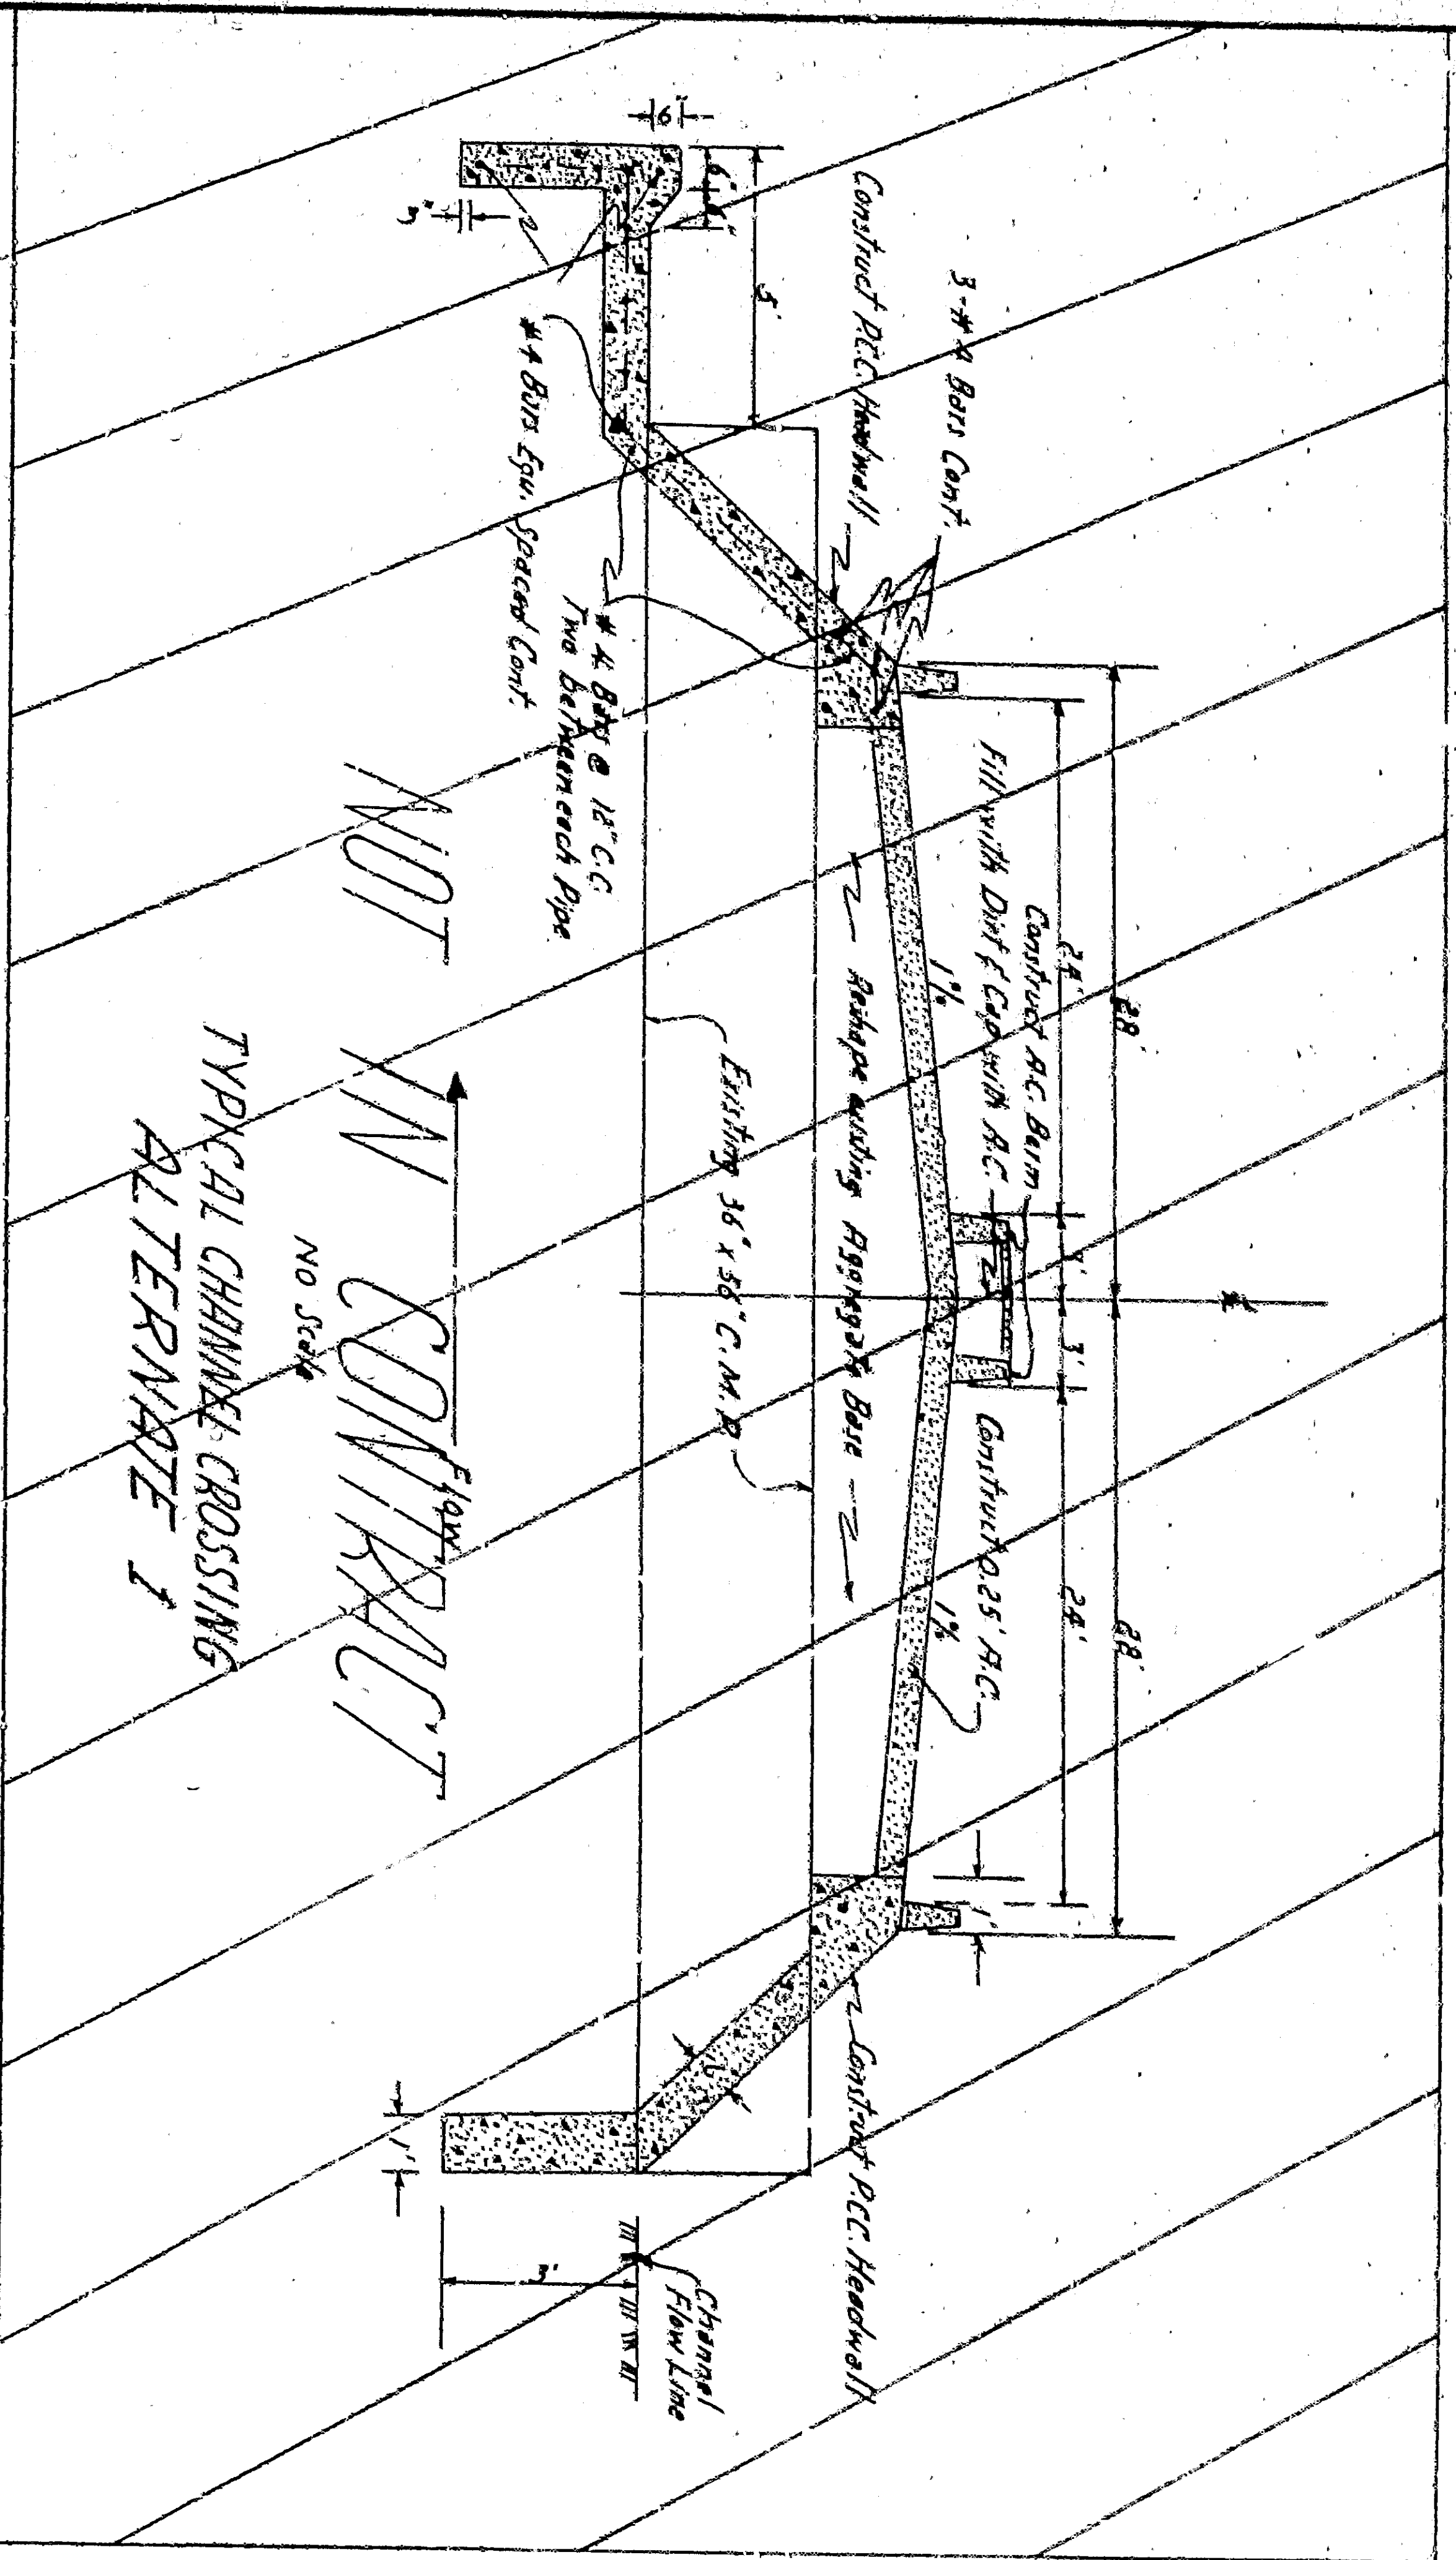 28'
28'
24'
24'
3'
3'
℄
3-#4 Bars Cont.
Construct A.C. Berm
Fill with Dirt & Cap with A.C.
Construct 0.25' A.C.
1%
1%
1'
Construct P.C.C. Headwall
Reshape existing Aggregate Base
Construct P.C.C. Headwall
5'
6"
6"
Existing 36" x 56" C.M.P.
Channel
Flow Line
3"
#4 Bars @ 18" C.C.
Two Between each Pipe
#4 Bars Equ. Spaced Cont.
Flow
3'
1'
NOT IN CONTRACT
No Scale
TYPICAL CHANNEL CROSSING
ALTERNATE 1